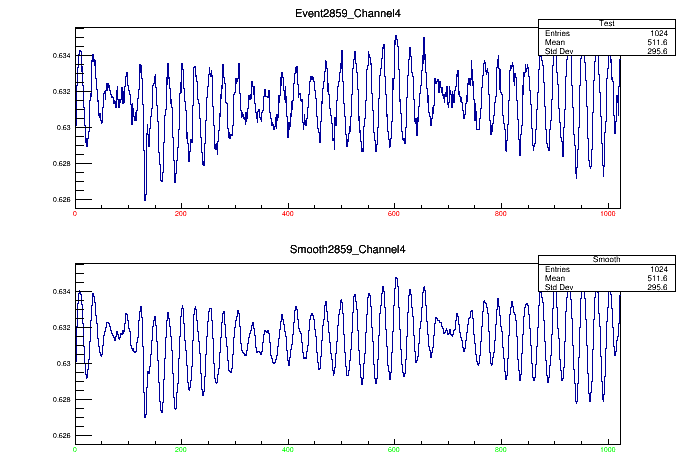 Event2859_Channel4
Test
Entries 1024
Mean 511.6
Std Dev 295.6
0.634
0.632
0.63
0.628
0.626
0 200 400 600 800 1000
Smooth2859_Channel4
Smooth
Entries 1024
Mean 511.6
Std Dev 295.6
0.634
0.632
0.63
0.628
0.626
0 200 400 600 800 1000